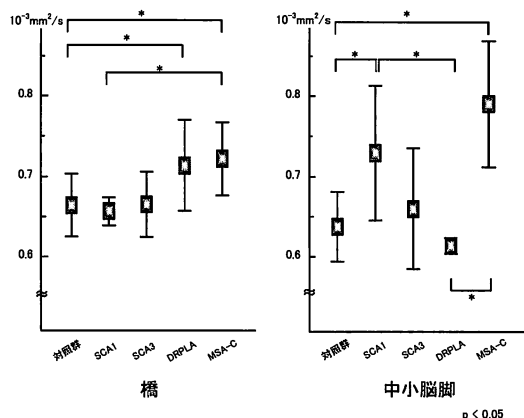 10⁻³mm²/s
*
*
*
0.8
0.7
0.6
≈
対照群
SCA1
SCA3
DRPLA
MSA-C
橋
10⁻³mm²/s
*
*
*
0.8
0.7
0.6
*
≈
対照群
SCA1
SCA3
DRPLA
MSA-C
中小脳脚
p < 0.05